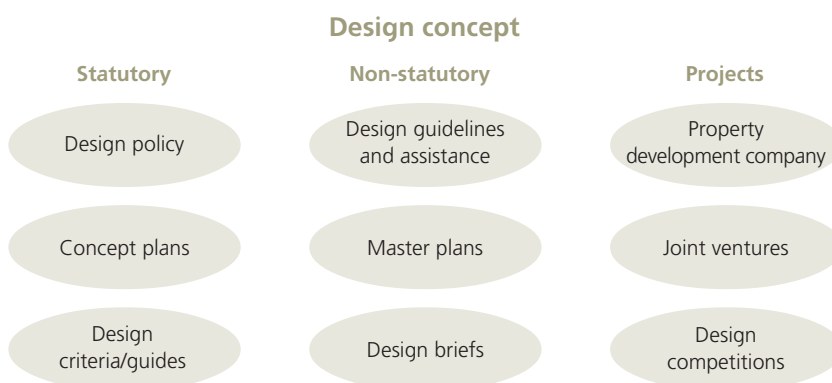 Design concept
Statutory
Non-statutory
Projects
Design policy
Design guidelines
and assistance
Property
development company
Concept plans
Master plans
Joint ventures
Design
criteria/guides
Design briefs
Design
competitions